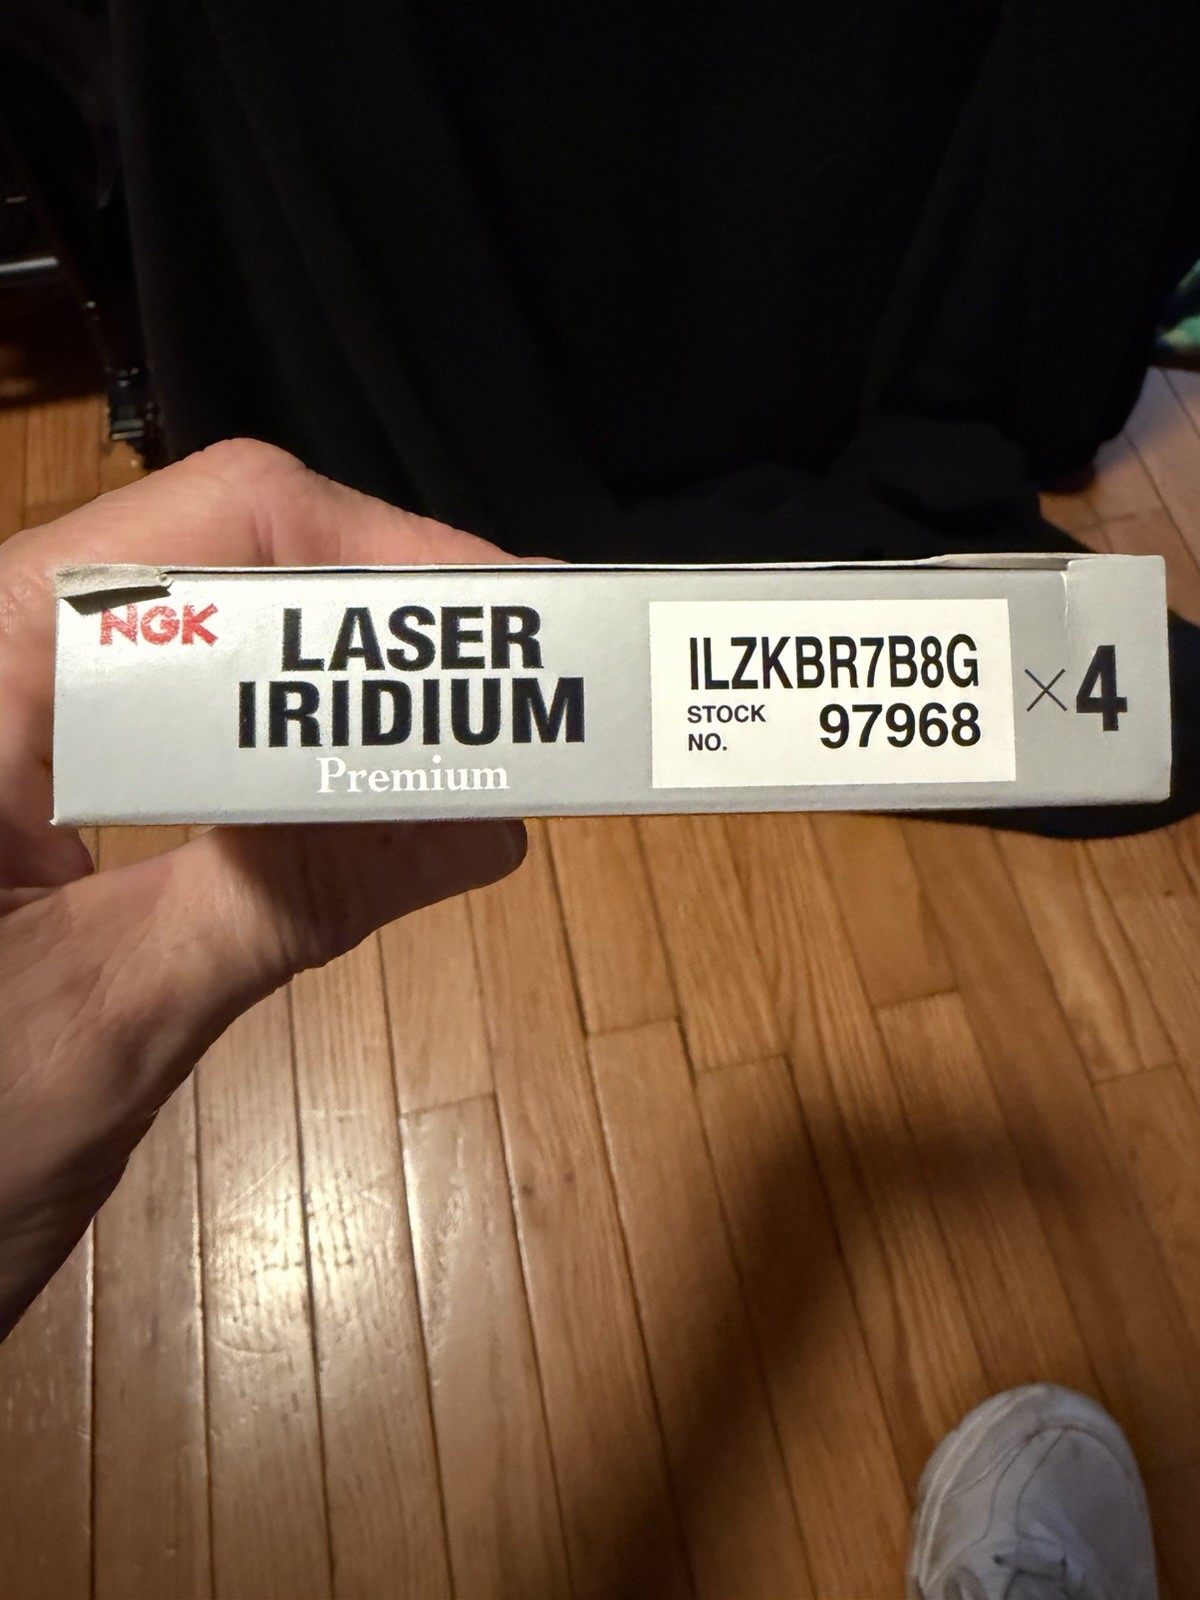 NGK
LASER
IRIDIUM
Premium
ILZKBR7B8G
STOCK
NO. 97968
×4